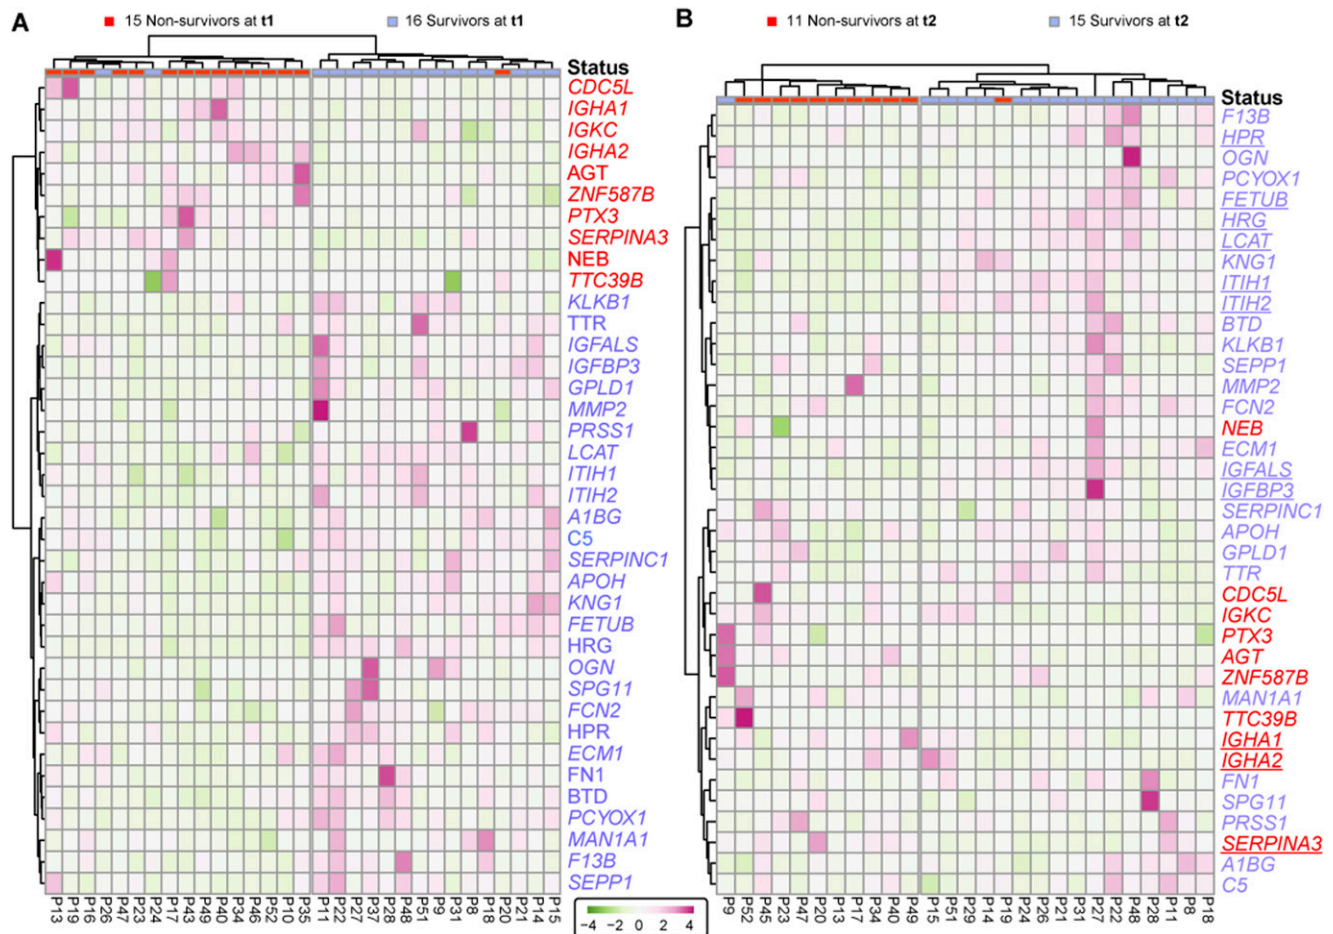 A
15 Non-survivors at t1
16 Survivors at t1
Status
CDC5L
IGHA1
IGKC
IGHA2
AGT
ZNF587B
PTX3
SERPINA3
NEB
TTC39B
KLKB1
TTR
IGFALS
IGFBP3
GPLD1
MMP2
PRSS1
LCAT
ITIH1
ITIH2
A1BG
C5
SERPINC1
APOH
KNG1
FETUB
HRG
OGN
SPG11
FCN2
HPR
ECM1
FN1
BTD
PCYOX1
MAN1A1
F13B
SEPP1
P13 P19 P16 P26 P47 P23 P24 P17 P43 P49 P40 P34 P46 P52 P10 P35 P11 P22 P27 P37 P28 P48 P51 P9 P31 P8 P18 P20 P21 P14 P15
−4 −2 0 2 4
B
11 Non-survivors at t2
15 Survivors at t2
Status
F13B
HPR
OGN
PCYOX1
FETUB
HRG
LCAT
KNG1
ITIH1
ITIH2
BTD
KLKB1
SEPP1
MMP2
FCN2
NEB
ECM1
IGFALS
IGFBP3
SERPINC1
APOH
GPLD1
TTR
CDC5L
IGKC
PTX3
AGT
ZNF587B
MAN1A1
TTC39B
IGHA1
IGHA2
FN1
SPG11
PRSS1
SERPINA3
A1BG
C5
P9 P52 P45 P23 P47 P20 P13 P17 P34 P40 P49 P15 P51 P29 P14 P19 P24 P26 P21 P31 P27 P22 P48 P28 P11 P8 P18